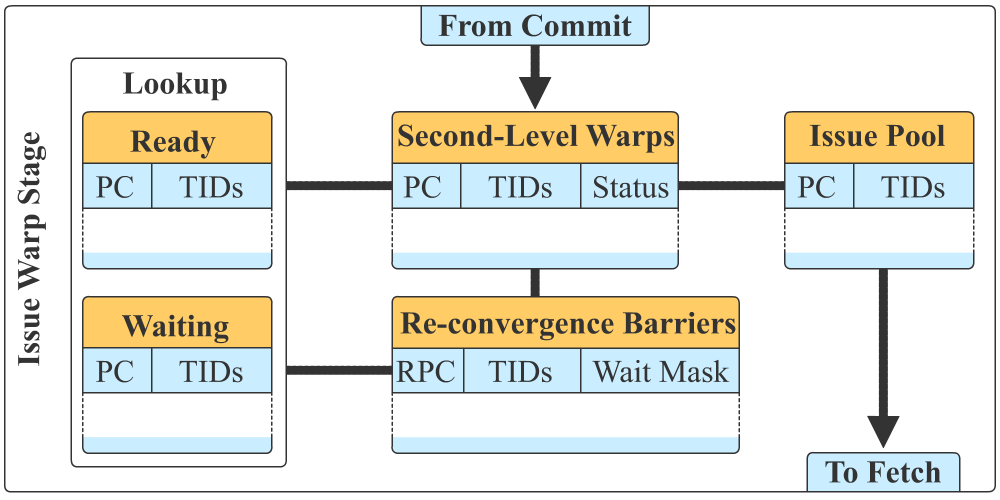 From Commit
Issue Warp Stage
Lookup
Ready
PC TIDs
Second-Level Warps
PC TIDs Status
Issue Pool
PC TIDs
Waiting
PC TIDs
Re-convergence Barriers
RPC TIDs Wait Mask
To Fetch